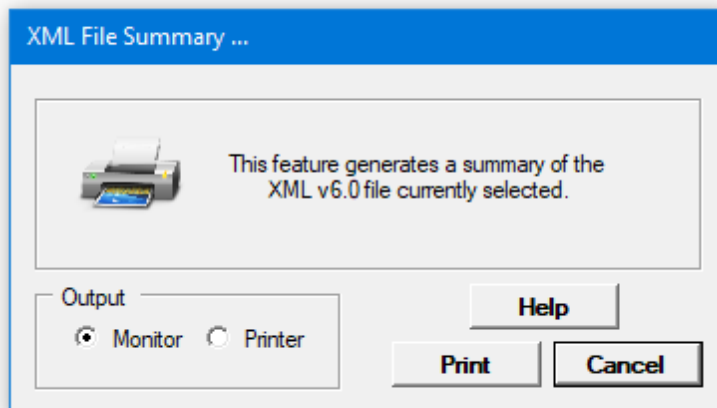 XML File Summary ...
This feature generates a summary of the
XML v6.0 file currently selected.
Output
Monitor Printer
Help
Print Cancel